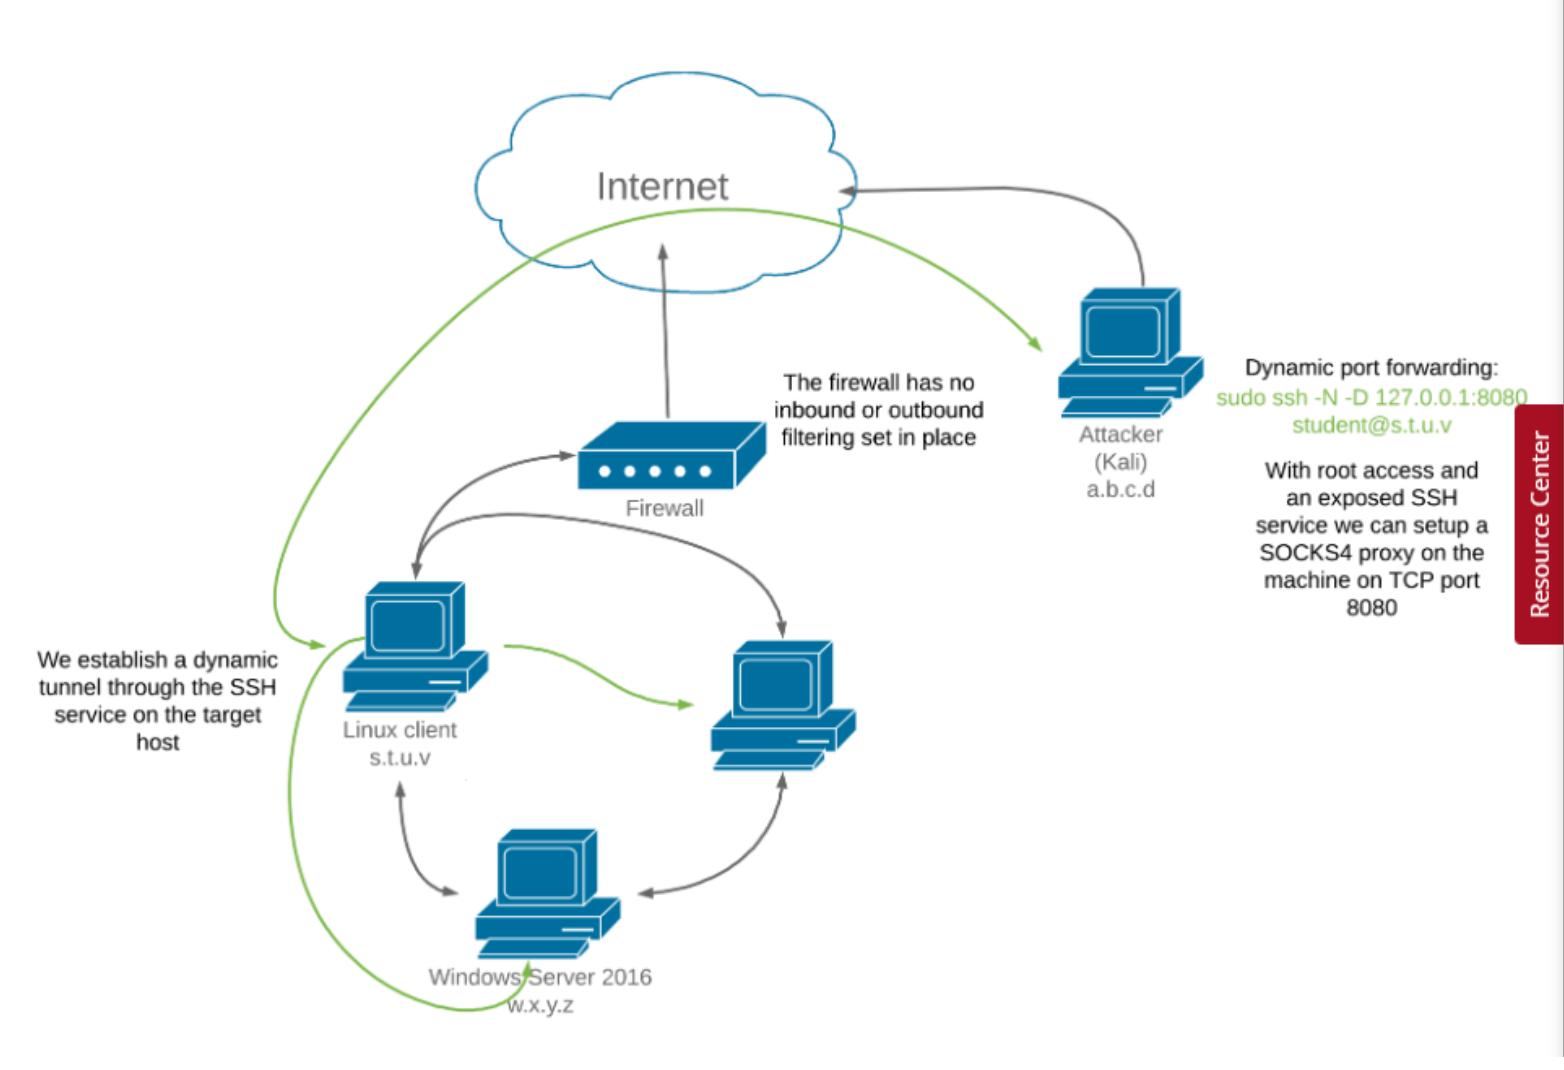 Internet
The firewall has no
inbound or outbound
filtering set in place
Firewall
Attacker
(Kali)
a.b.c.d
Dynamic port forwarding:
sudo ssh -N -D 127.0.0.1:8080
student@s.t.u.v
With root access and
an exposed SSH
service we can setup a
SOCKS4 proxy on the
machine on TCP port
8080
Resource Center
We establish a dynamic
tunnel through the SSH
service on the target
host
Linux client
s.t.u.v
Windows Server 2016
w.x.y.z